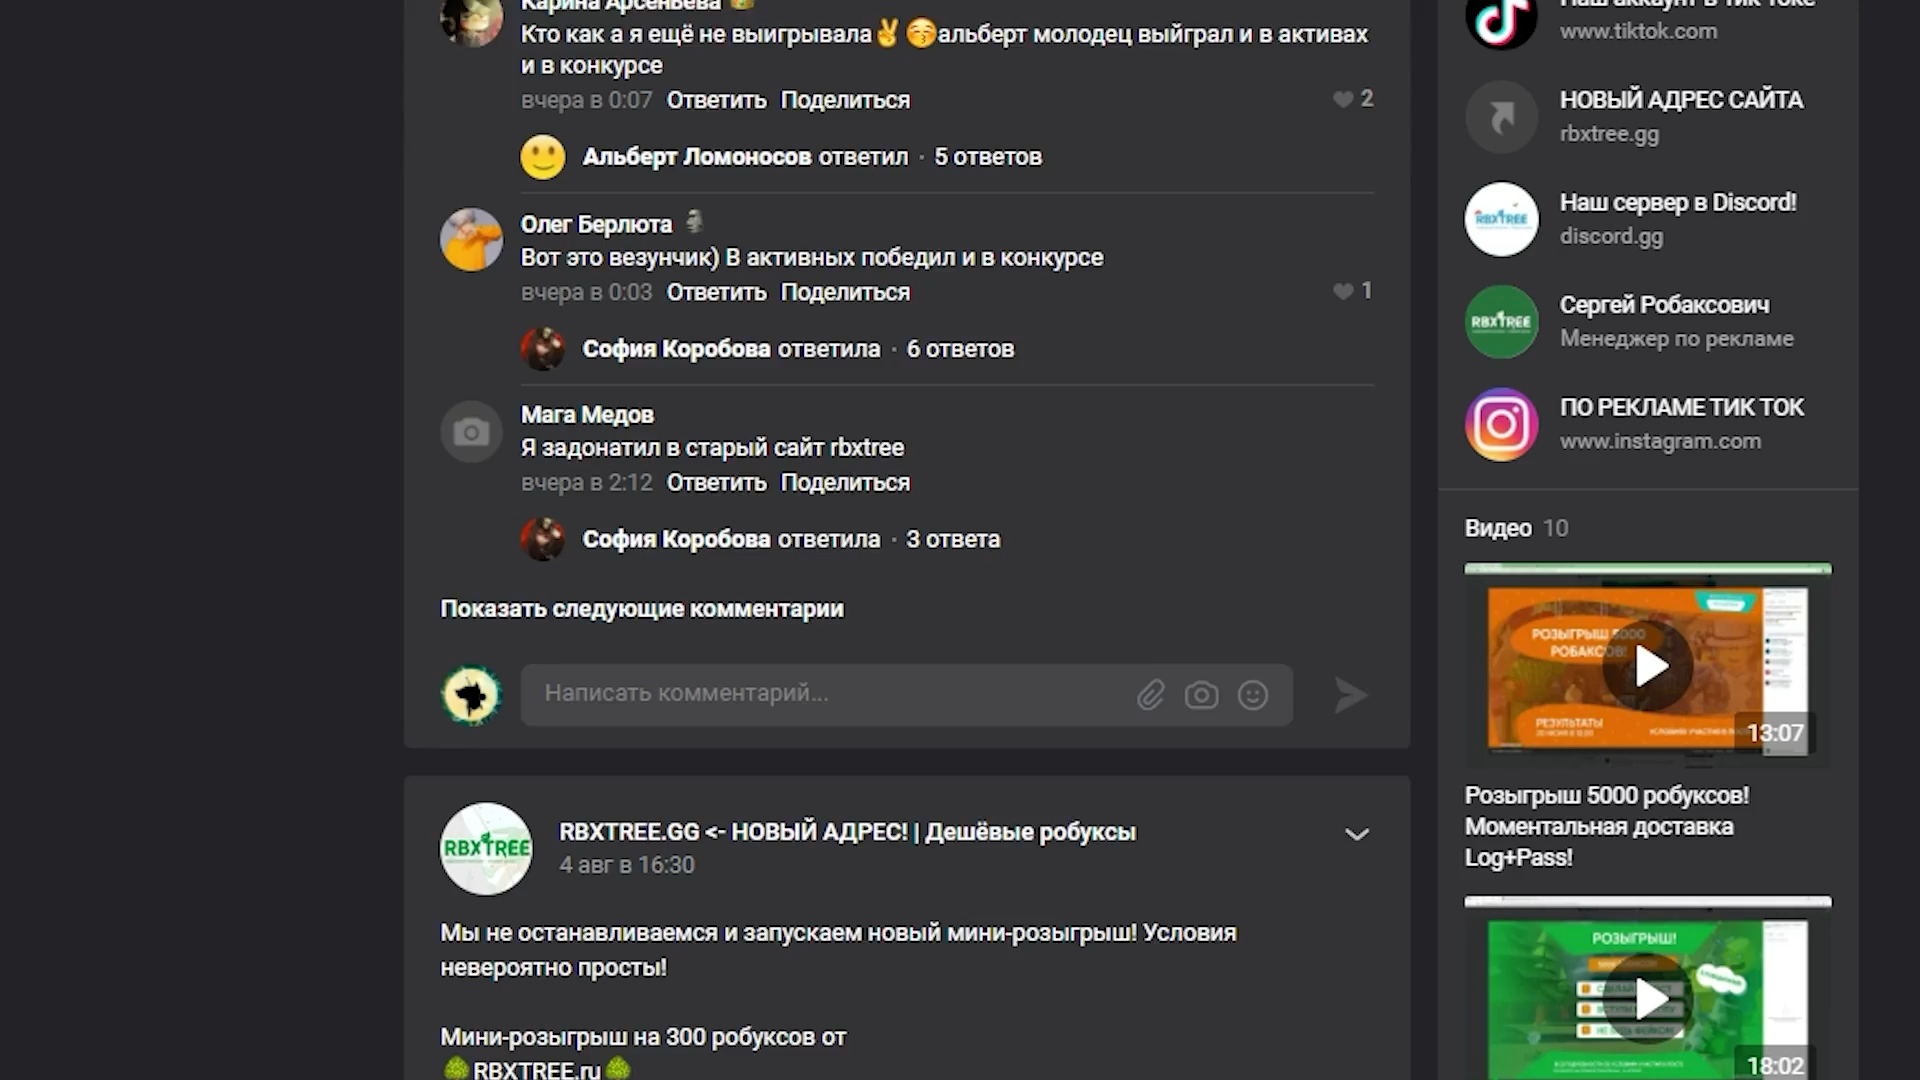 Карина Арсеньева
Кто как а я ещё не выигрывала✌😚альберт молодец выйграл и в активах
и в конкурсе
вчера в 0:07 Ответить Поделиться
2
Альберт Ломоносов ответил · 5 ответов
Олег Берлюта 🗿
Вот это везунчик) В активных победил и в конкурсе
вчера в 0:03 Ответить Поделиться
1
София Коробова ответила · 6 ответов
Мага Медов
Я задонатил в старый сайт rbxtree
вчера в 2:12 Ответить Поделиться
София Коробова ответила · 3 ответа
Показать следующие комментарии
Написать комментарий...
RBXTREE
RBXTREE.GG <- НОВЫЙ АДРЕС! | Дешёвые робуксы
4 авг в 16:30
Мы не останавливаемся и запускаем новый мини-розыгрыш! Условия
невероятно просты!
Мини-розыгрыш на 300 робуксов от
🌳RBXTREE.ru🌳
Наш аккаунт в Тик Токе
www.tiktok.com
НОВЫЙ АДРЕС САЙТА
rbxtree.gg
RBXTREE
Наш сервер в Discord!
discord.gg
RBXTREE
Сергей Робаксович
Менеджер по рекламе
ПО РЕКЛАМЕ ТИК ТОК
www.instagram.com
Видео 10
РОЗЫГРЫШ 5000
РОБАКСОВ!
РЕЗУЛЬТАТЫ
13:07
Розыгрыш 5000 робуксов!
Моментальная доставка
Log+Pass!
РОЗЫГРЫШ!
18:02